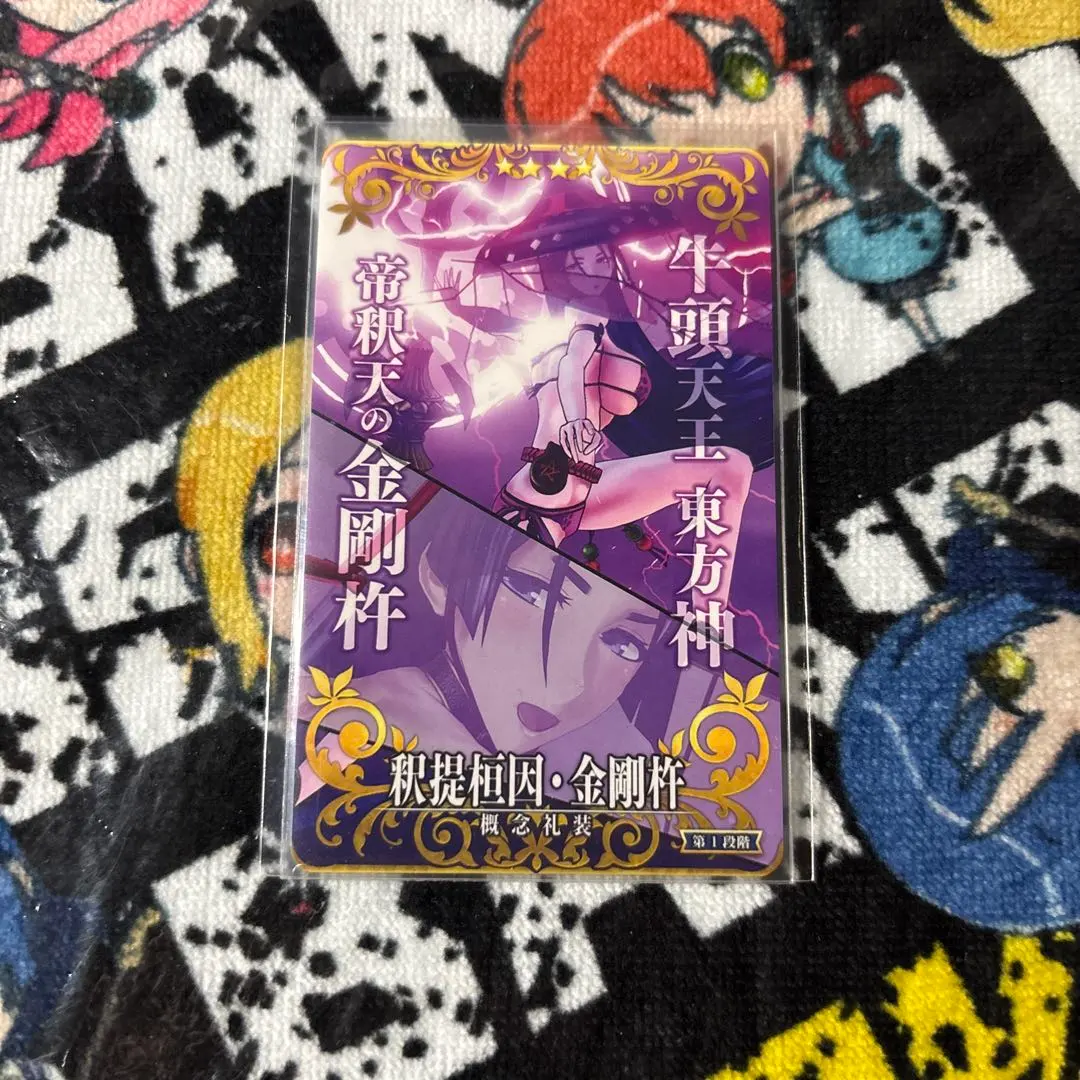 牛頭天王 東方神
帝釈天の金剛杵
釈提桓因・金剛杵
概念礼装
第1段階